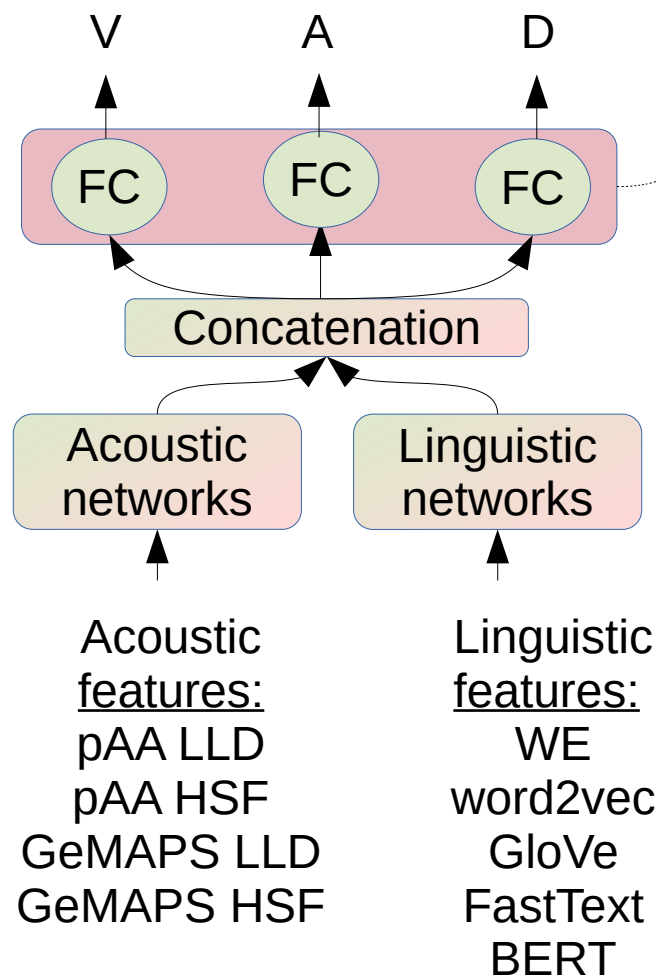 V A D
FC FC FC
Concatenation
Acoustic
networks
Linguistic
networks
Acoustic
features:
pAA LLD
pAA HSF
GeMAPS LLD
GeMAPS HSF
Linguistic
features:
WE
word2vec
GloVe
FastText
BERT